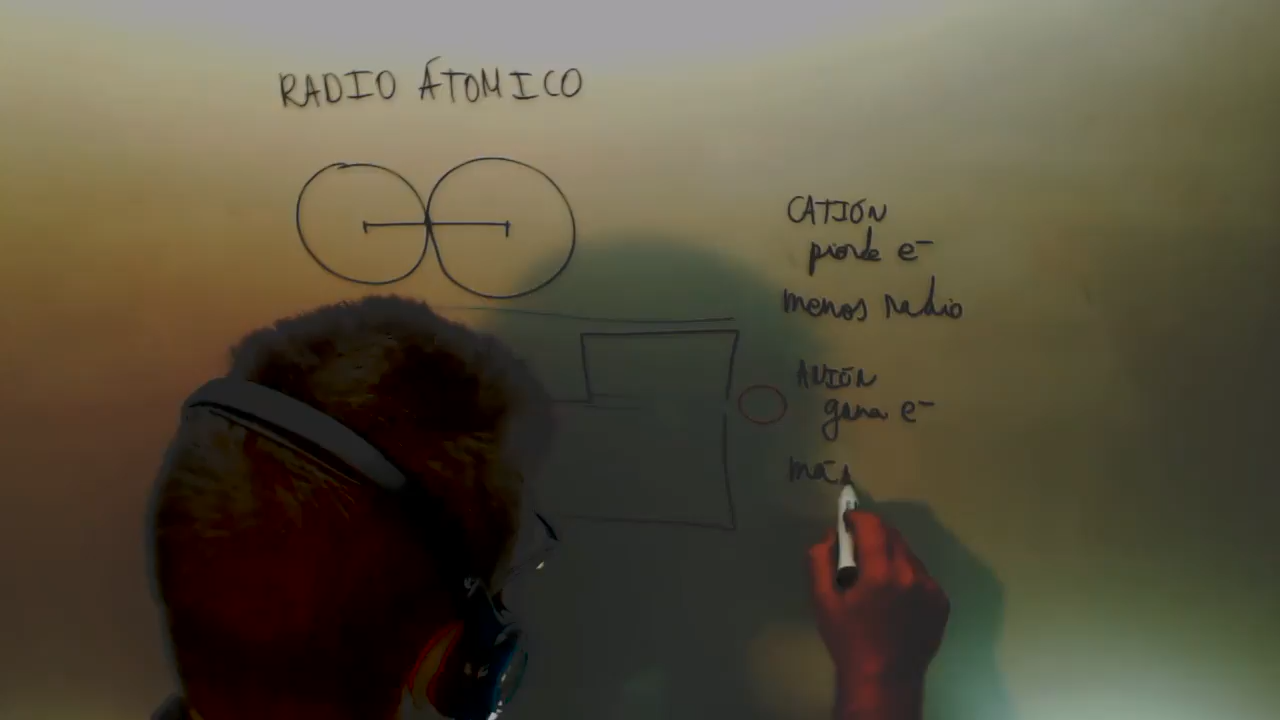 RADIO ÁTOMICO
CATIÓN
pierde e⁻
menos radio
ANIÓN
gana e⁻
más